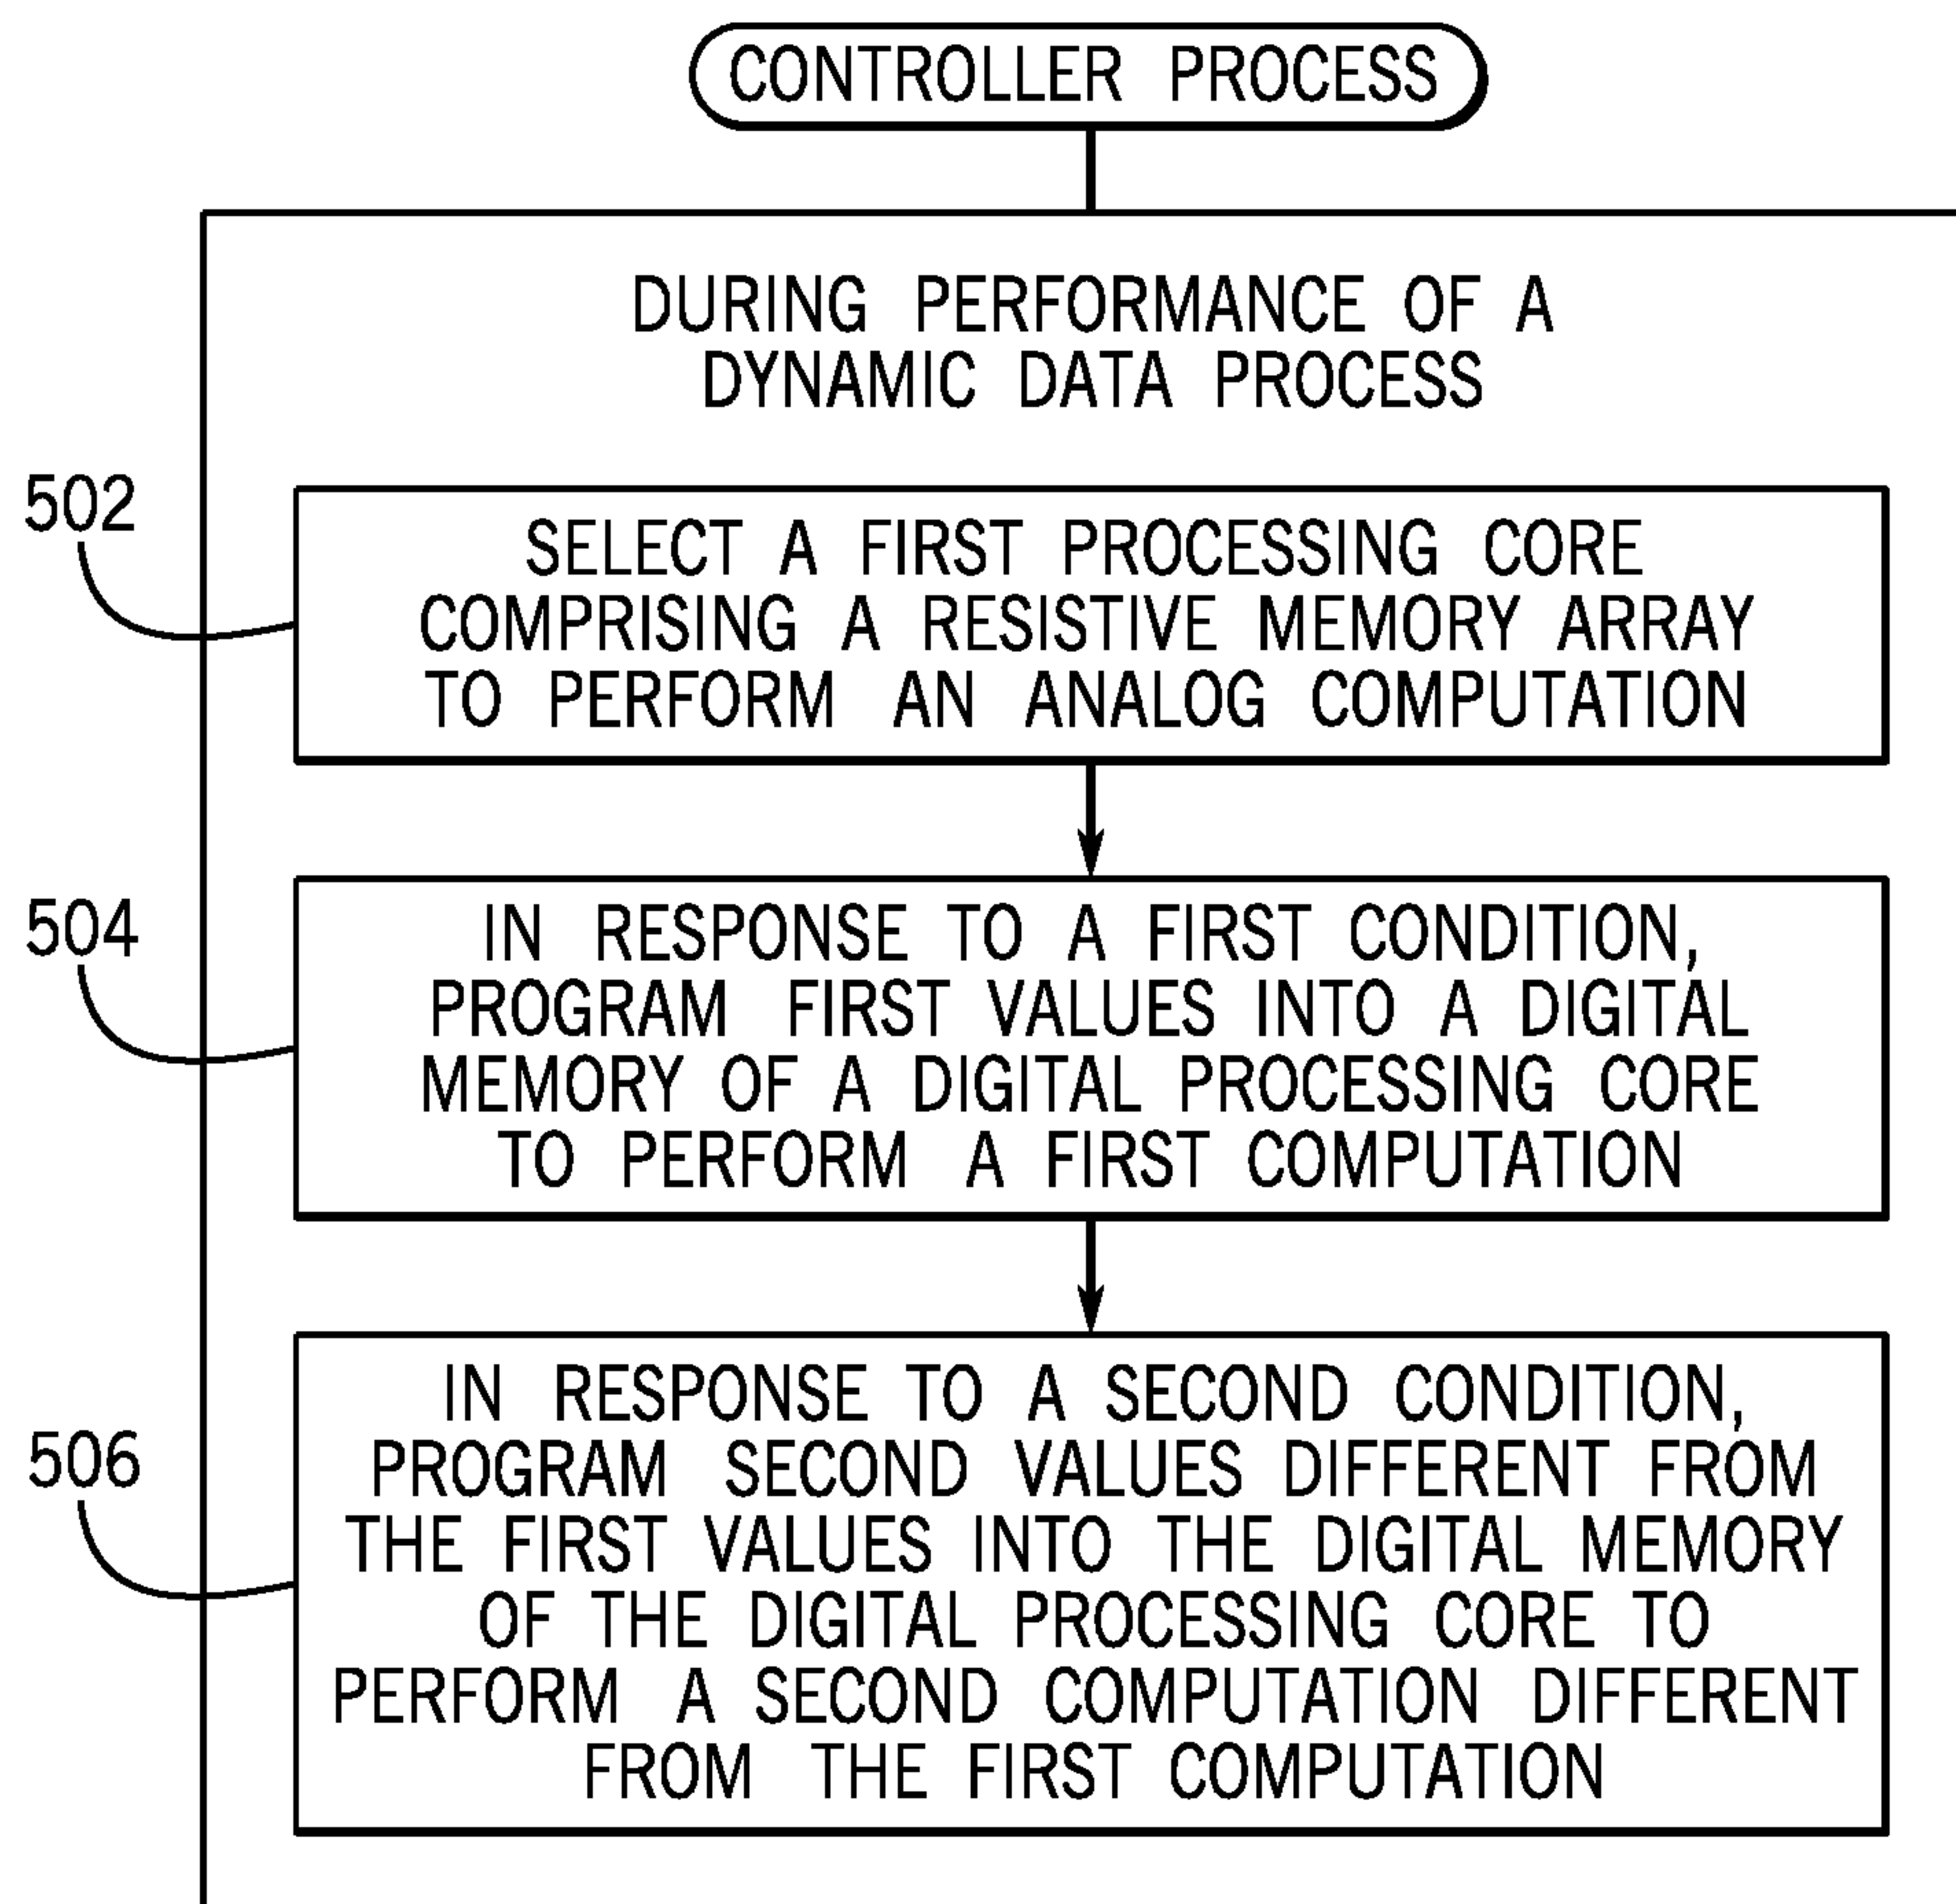 CONTROLLER PROCESS
DURING PERFORMANCE OF A
DYNAMIC DATA PROCESS
502
SELECT A FIRST PROCESSING CORE
COMPRISING A RESISTIVE MEMORY ARRAY
TO PERFORM AN ANALOG COMPUTATION
504
IN RESPONSE TO A FIRST CONDITION,
PROGRAM FIRST VALUES INTO A DIGITAL
MEMORY OF A DIGITAL PROCESSING CORE
TO PERFORM A FIRST COMPUTATION
506
IN RESPONSE TO A SECOND CONDITION,
PROGRAM SECOND VALUES DIFFERENT FROM
THE FIRST VALUES INTO THE DIGITAL MEMORY
OF THE DIGITAL PROCESSING CORE TO
PERFORM A SECOND COMPUTATION DIFFERENT
FROM THE FIRST COMPUTATION